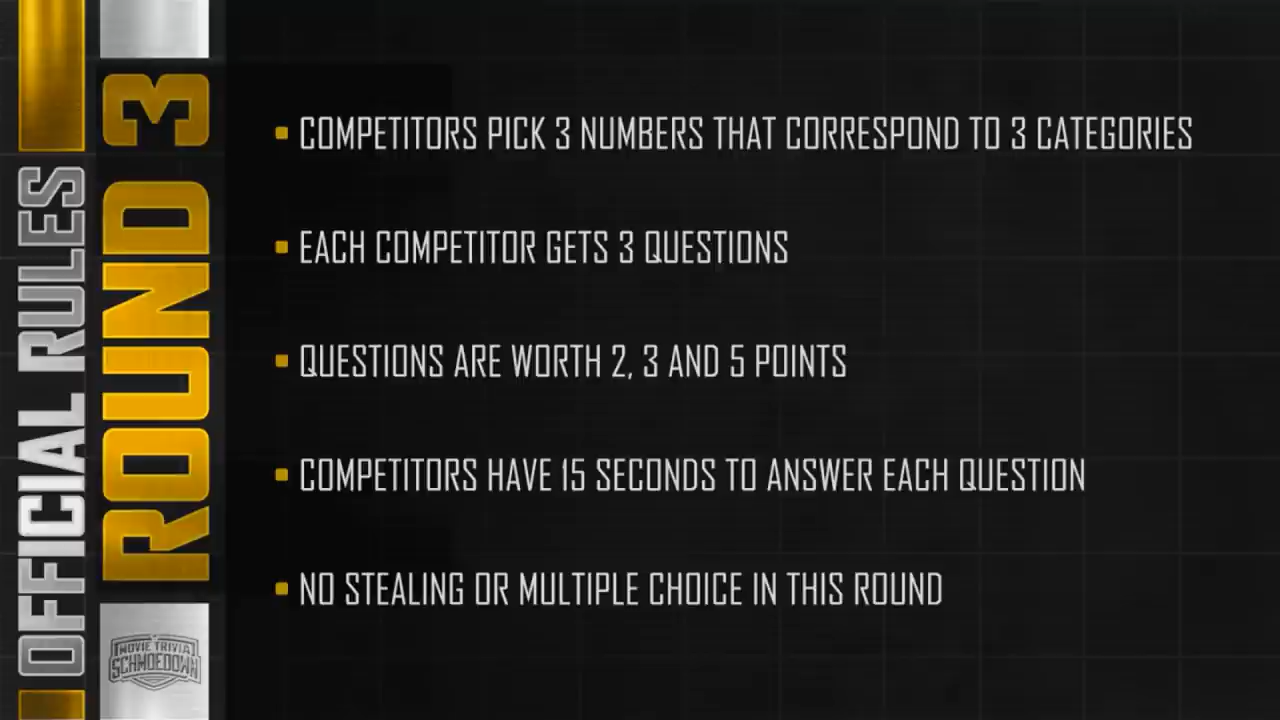 OFFICIAL RULES
ROUND 3
COMPETITORS PICK 3 NUMBERS THAT CORRESPOND TO 3 CATEGORIES
EACH COMPETITOR GETS 3 QUESTIONS
QUESTIONS ARE WORTH 2, 3 AND 5 POINTS
COMPETITORS HAVE 15 SECONDS TO ANSWER EACH QUESTION
NO STEALING OR MULTIPLE CHOICE IN THIS ROUND
MOVIE TRIVIA
SCHMOEDOWN